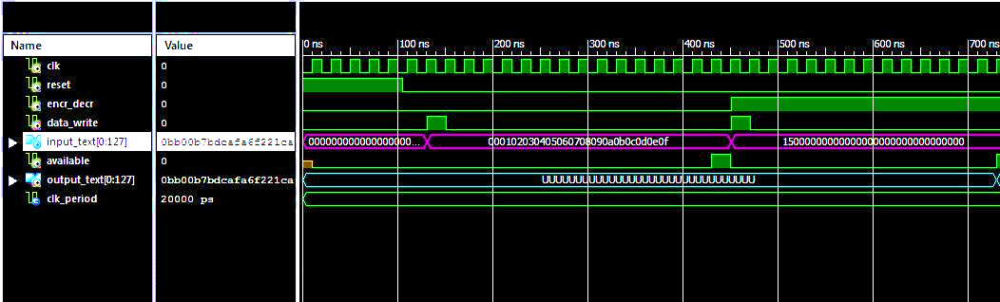 Name Value 0 ns 100 ns 200 ns 300 ns 400 ns 500 ns 600 ns 700 ns
clk 0
reset 0
encr_decr 0
data_write 0
input_text[0:127] 0bb00b7bdcafa6f221ca 000000000000000000... 000102030405060708090a0b0c0d0e0f 15000000000000000000000000000000
available 0
output_text[0:127] 0bb00b7bdcafa6f221ca UUUUUUUUUUUUUUUUUUUUUUUUUUUUUUUU
clk_period 20000 ps